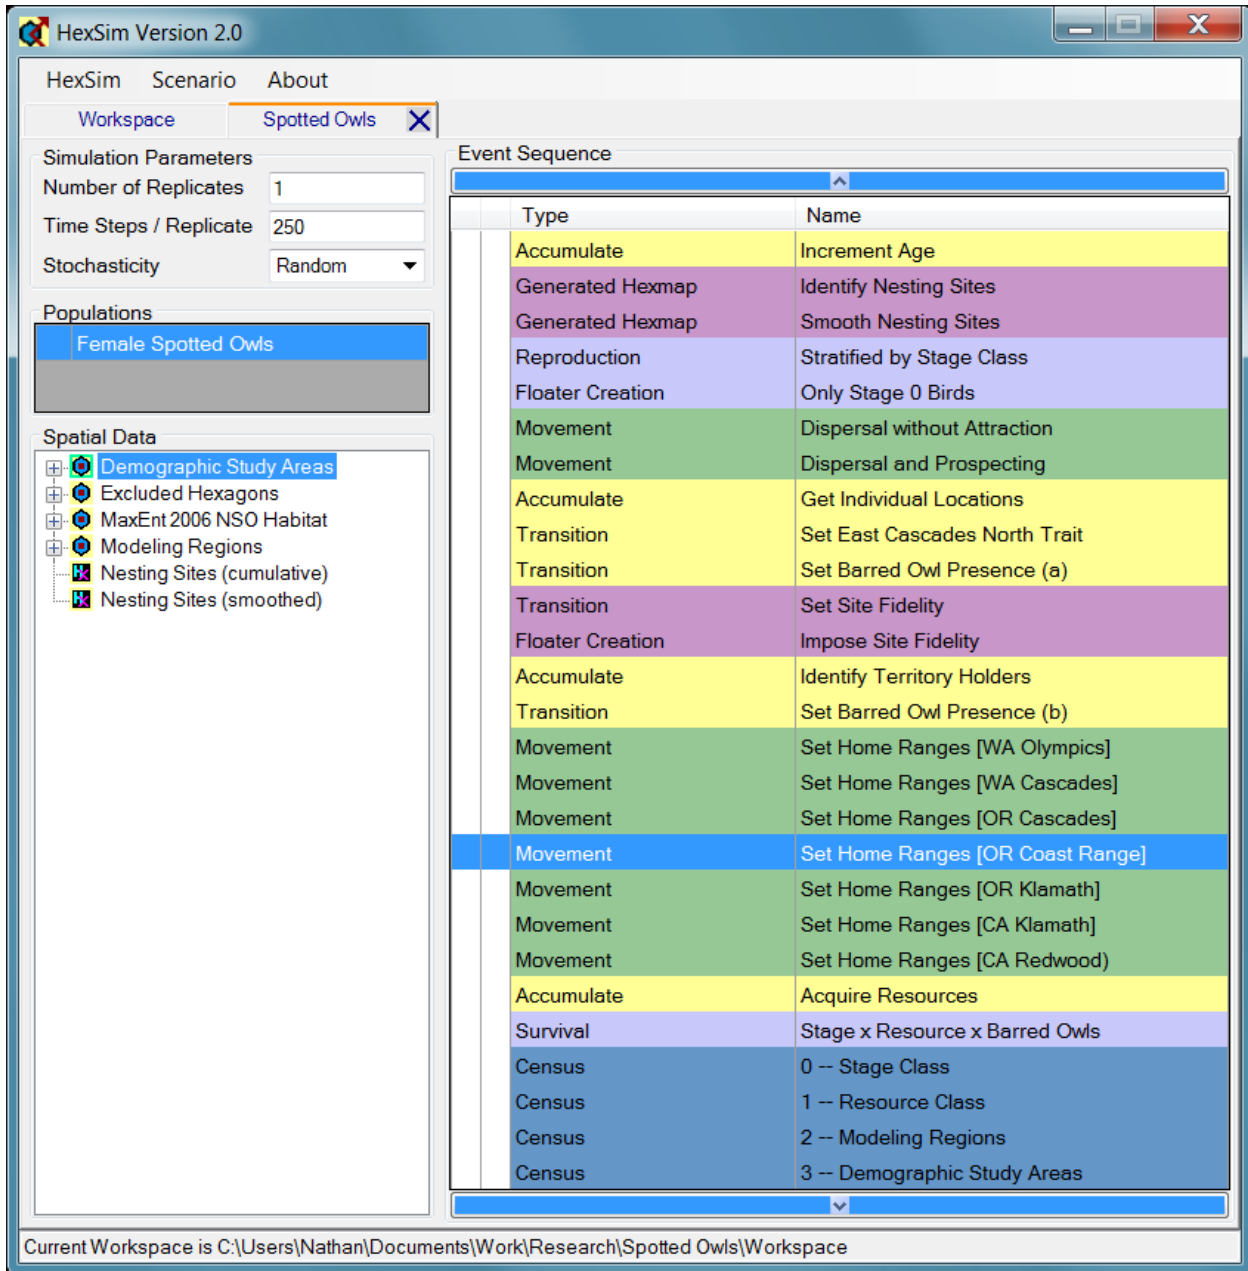 HexSim Version 2.0
HexSim Scenario About
Workspace Spotted Owls
Simulation Parameters
Number of Replicates 1
Time Steps / Replicate 250
Stochasticity Random
Populations
Female Spotted Owls
Spatial Data
Demographic Study Areas
Excluded Hexagons
MaxEnt 2006 NSO Habitat
Modeling Regions
Nesting Sites (cumulative)
Nesting Sites (smoothed)
Event Sequence
Type Name
Accumulate Increment Age
Generated Hexmap Identify Nesting Sites
Generated Hexmap Smooth Nesting Sites
Reproduction Stratified by Stage Class
Floater Creation Only Stage 0 Birds
Movement Dispersal without Attraction
Movement Dispersal and Prospecting
Accumulate Get Individual Locations
Transition Set East Cascades North Trait
Transition Set Barred Owl Presence (a)
Transition Set Site Fidelity
Floater Creation Impose Site Fidelity
Accumulate Identify Territory Holders
Transition Set Barred Owl Presence (b)
Movement Set Home Ranges [WA Olympics]
Movement Set Home Ranges [WA Cascades]
Movement Set Home Ranges [OR Cascades]
Movement Set Home Ranges [OR Coast Range]
Movement Set Home Ranges [OR Klamath]
Movement Set Home Ranges [CA Klamath]
Movement Set Home Ranges [CA Redwood)
Accumulate Acquire Resources
Survival Stage x Resource x Barred Owls
Census 0 -- Stage Class
Census 1 -- Resource Class
Census 2 -- Modeling Regions
Census 3 -- Demographic Study Areas
Current Workspace is C:\Users\Nathan\Documents\Work\Research\Spotted Owls\Workspace